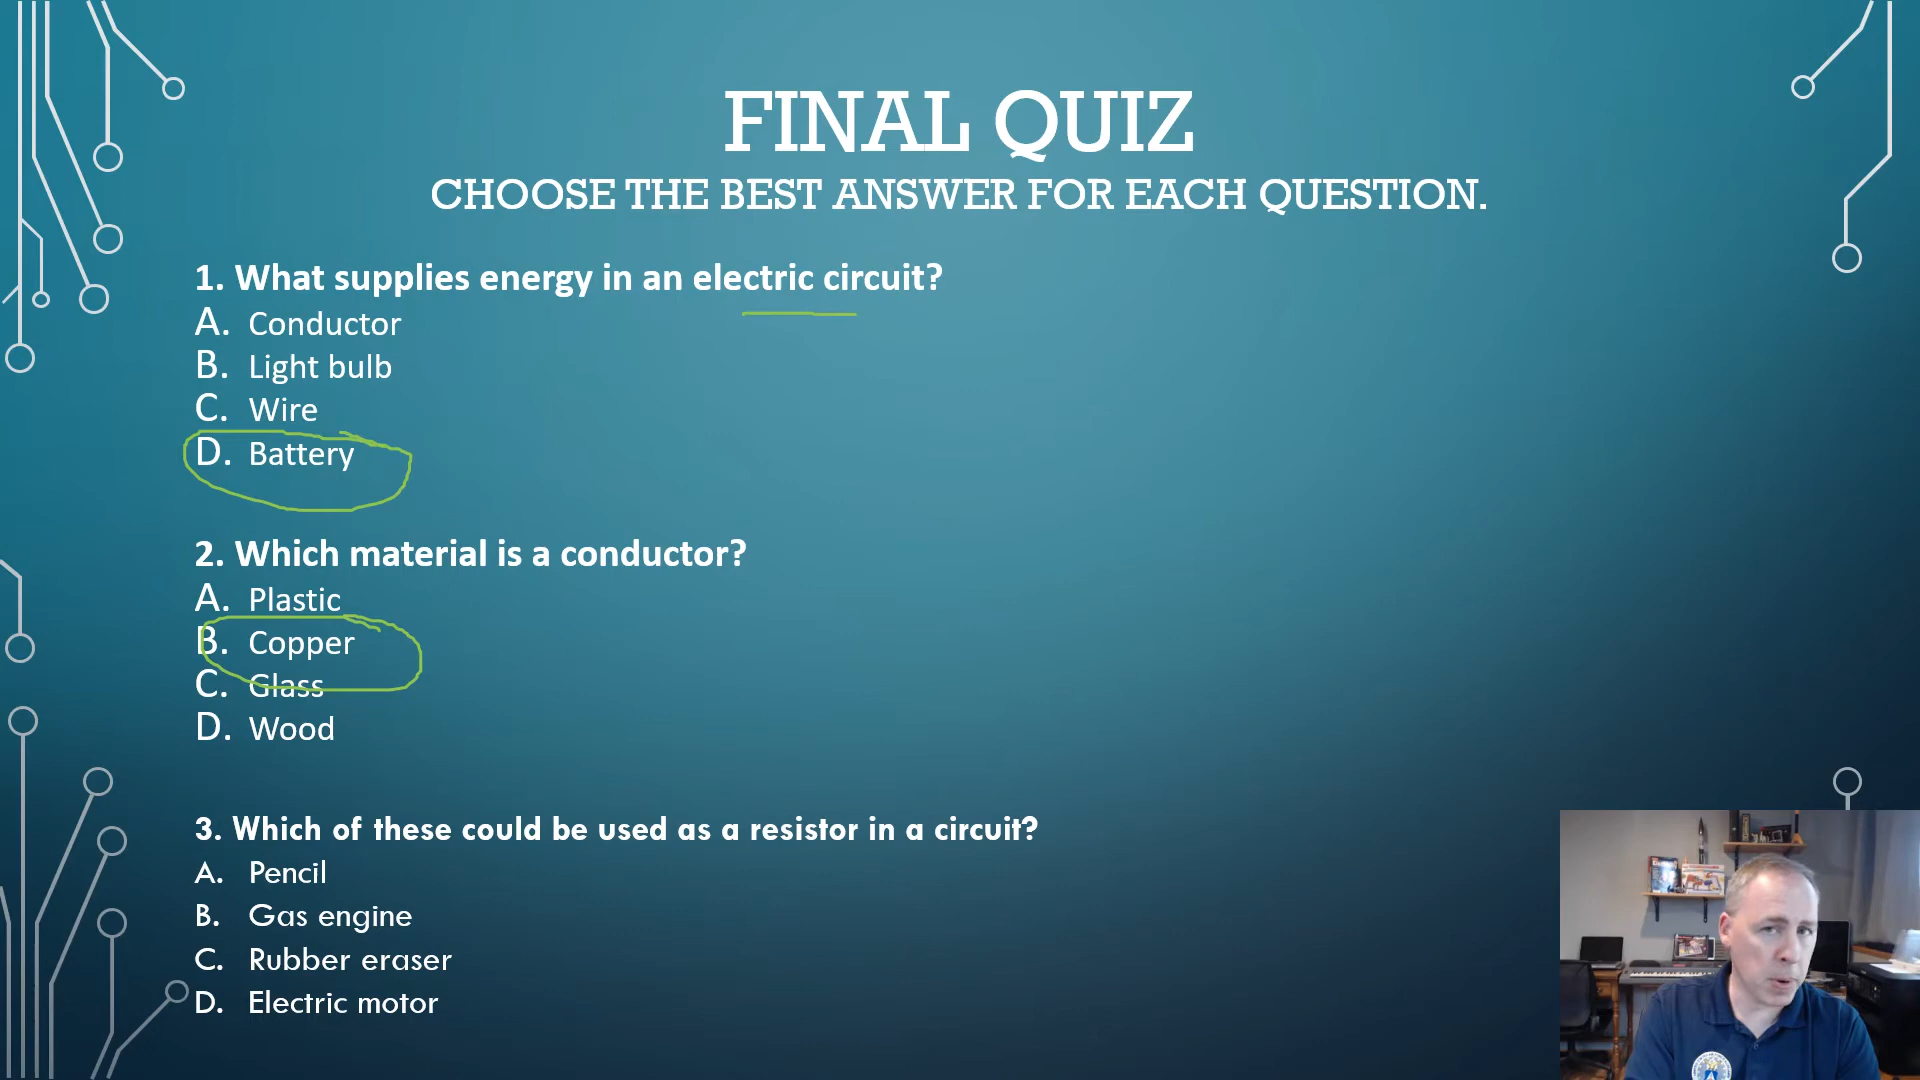 FINAL QUIZ
CHOOSE THE BEST ANSWER FOR EACH QUESTION.
1. What supplies energy in an electric circuit?
A. Conductor
B. Light bulb
C. Wire
D. Battery
2. Which material is a conductor?
A. Plastic
B. Copper
C. Glass
D. Wood
3. Which of these could be used as a resistor in a circuit?
A. Pencil
B. Gas engine
C. Rubber eraser
D. Electric motor